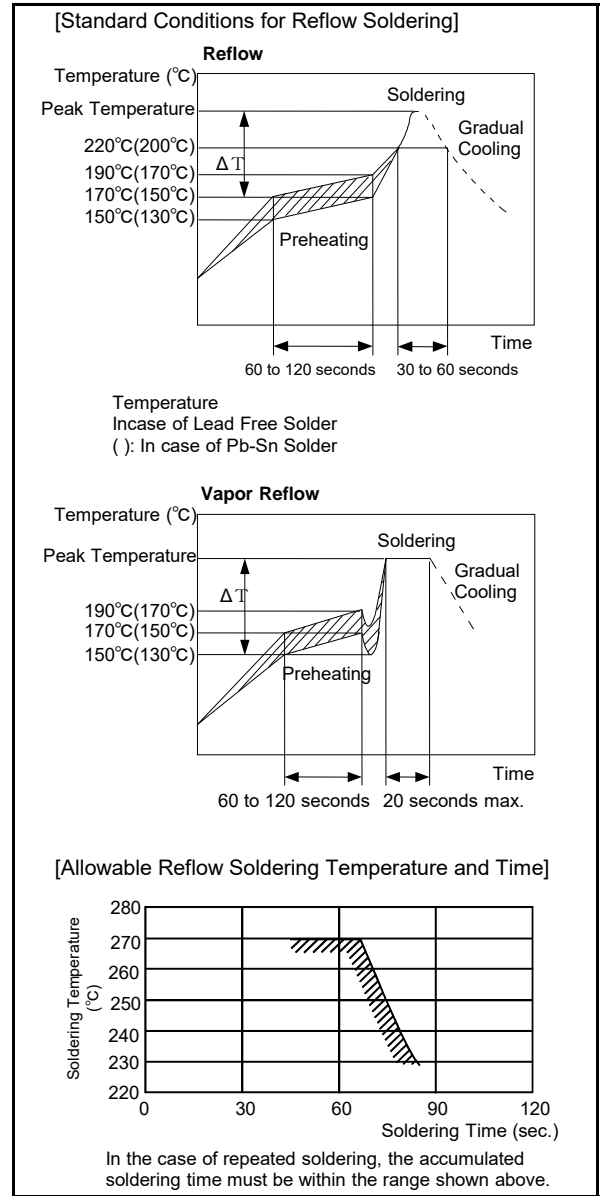 [Standard Conditions for Reflow Soldering]
Reflow
Temperature (°C)
Peak Temperature
Soldering
Gradual
Cooling
220°C(200°C)
ΔT
190°C(170°C)
170°C(150°C)
150°C(130°C)
Preheating
Time
60 to 120 seconds
30 to 60 seconds
Temperature
Incase of Lead Free Solder
( ): In case of Pb-Sn Solder
Vapor Reflow
Temperature (°C)
Soldering
Peak Temperature
Gradual
Cooling
ΔT
190°C(170°C)
170°C(150°C)
150°C(130°C)
Preheating
Time
60 to 120 seconds
20 seconds max.
[Allowable Reflow Soldering Temperature and Time]
Soldering Temperature
(°C)
280
270
260
250
240
230
220
0
30
60
90
120
Soldering Time (sec.)
In the case of repeated soldering, the accumulated
soldering time must be within the range shown above.